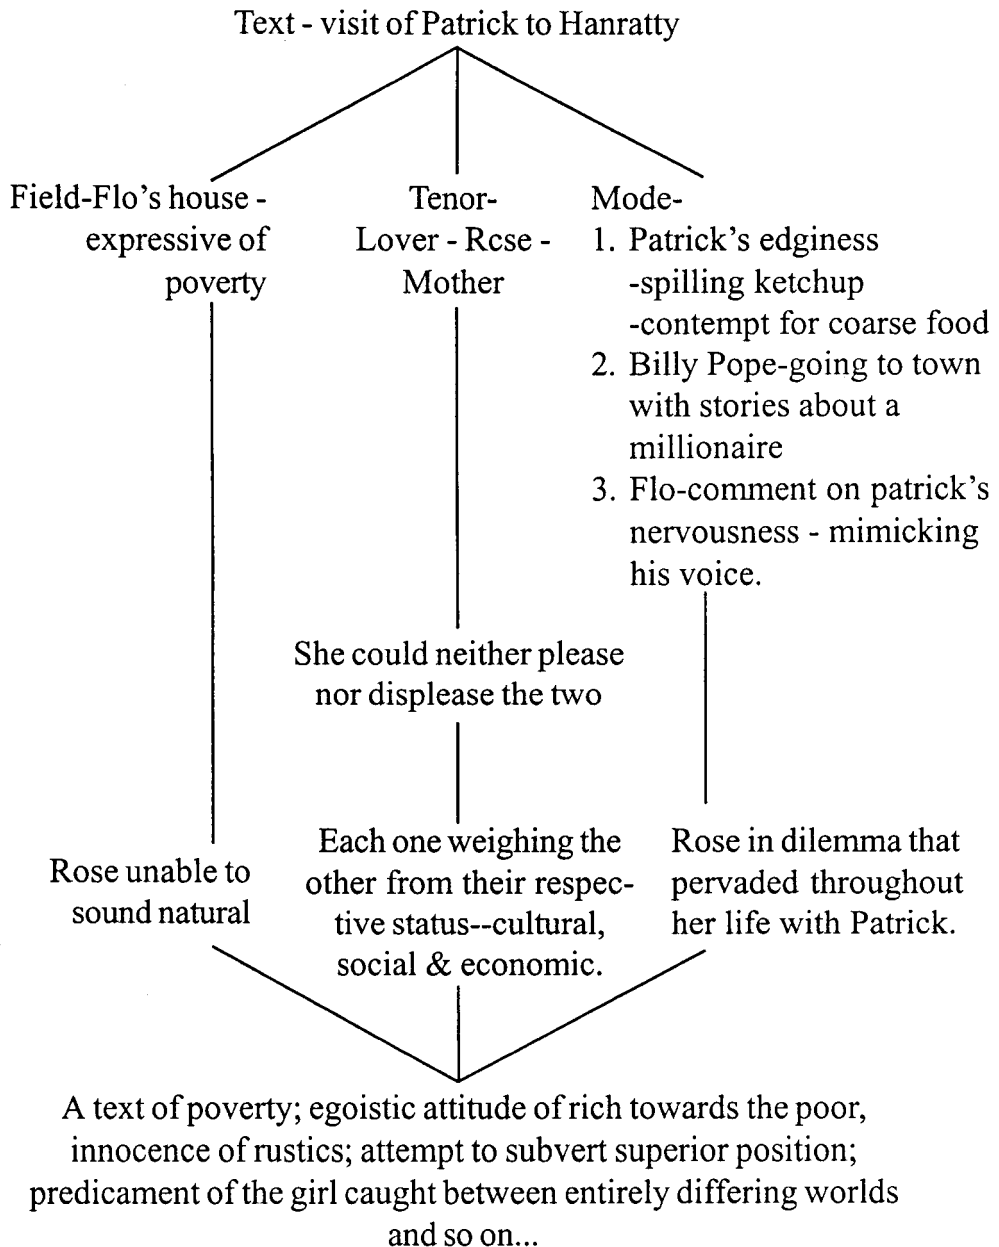 Text - visit of Patrick to Hanratty
Field-Flo's house -
expressive of
poverty
Tenor-
Lover - Rcse -
Mother
Mode-
1. Patrick's edginess
-spilling ketchup
-contempt for coarse food
2. Billy Pope-going to town
with stories about a
millionaire
3. Flo-comment on patrick's
nervousness - mimicking
his voice.
She could neither please
nor displease the two
Rose unable to
sound natural
Each one weighing the
other from their respec-
tive status--cultural,
social & economic.
Rose in dilemma that
pervaded throughout
her life with Patrick.
A text of poverty; egoistic attitude of rich towards the poor,
innocence of rustics; attempt to subvert superior position;
predicament of the girl caught between entirely differing worlds
and so on...